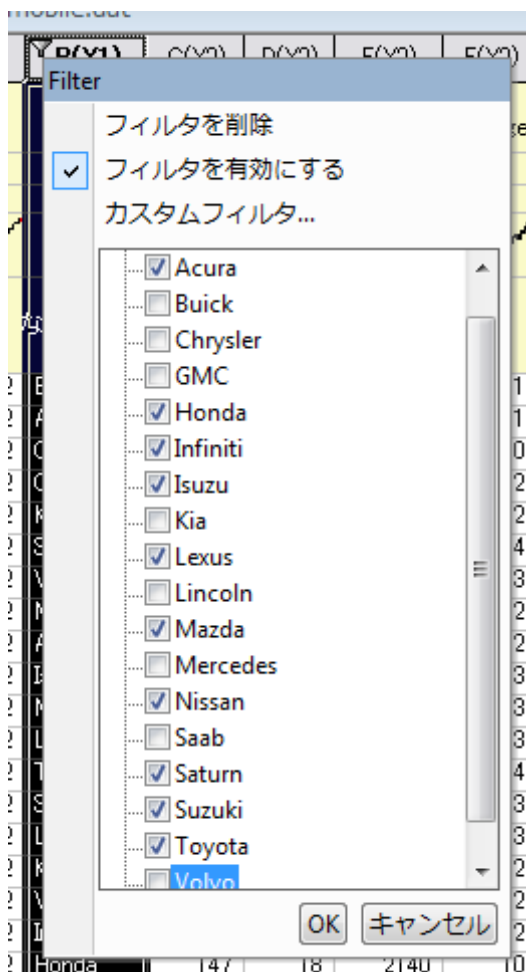 Filter
フィルタを削除
フィルタを有効にする
カスタムフィルタ...
Acura
Buick
Chrysler
GMC
Honda
Infiniti
Isuzu
Kia
Lexus
Lincoln
Mazda
Mercedes
Nissan
Saab
Saturn
Suzuki
Toyota
Volvo
OK キャンセル
Honda 147 18 2140 10